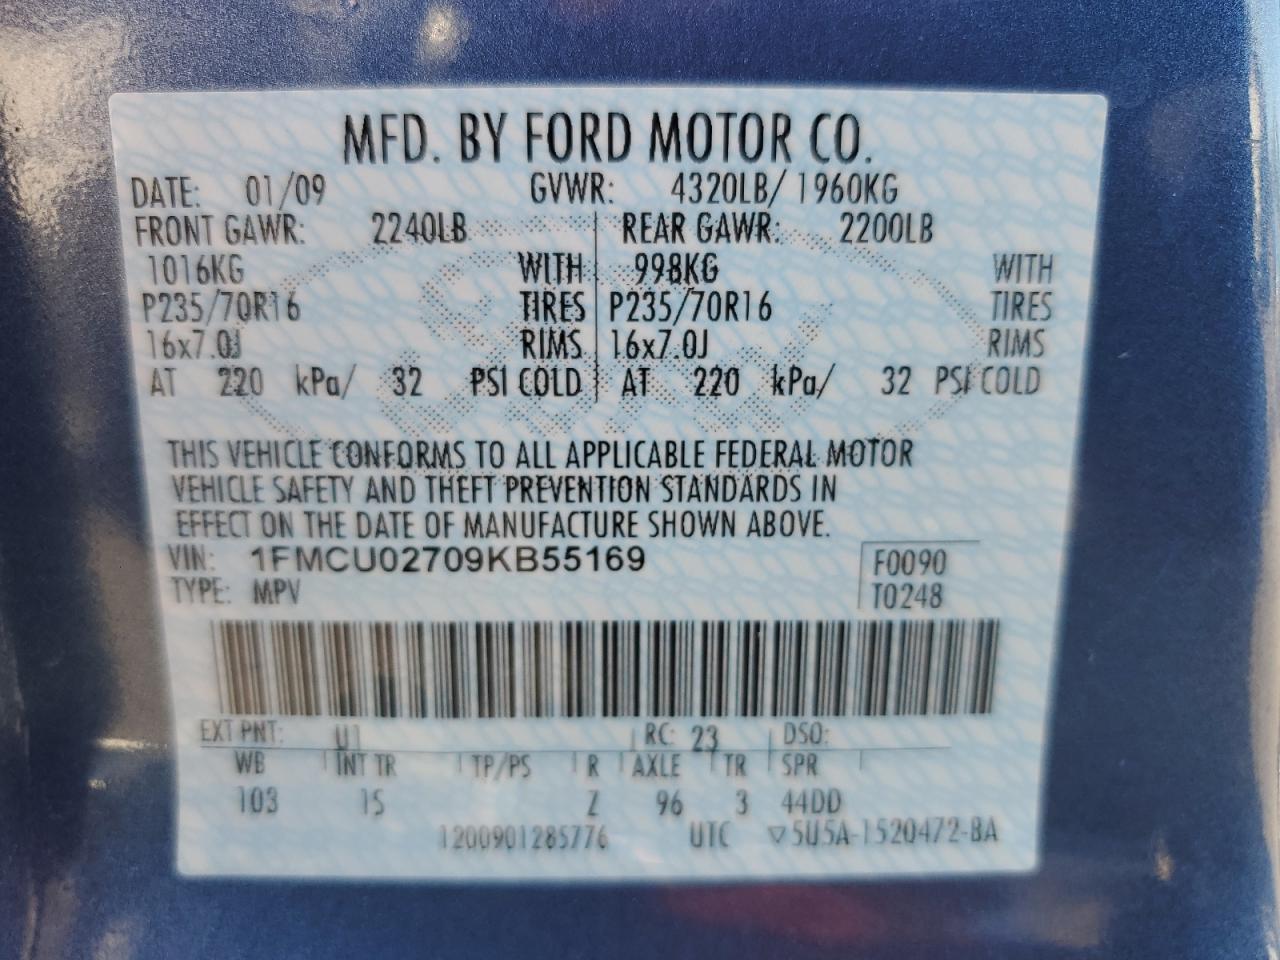 MFD. BY FORD MOTOR CO.
DATE: 01/09 GVWR: 4320LB/ 1960KG
FRONT GAWR: 2240LB REAR GAWR: 2200LB
1016KG WITH 998KG WITH
P235/70R16 TIRES P235/70R16 TIRES
16x7.0J RIMS 16x7.0J RIMS
AT 220 kPa/ 32 PSI COLD AT 220 kPa/ 32 PSI COLD
THIS VEHICLE CONFORMS TO ALL APPLICABLE FEDERAL MOTOR
VEHICLE SAFETY AND THEFT PREVENTION STANDARDS IN
EFFECT ON THE DATE OF MANUFACTURE SHOWN ABOVE.
VIN: 1FMCU02709KB55169 F0090
TYPE: MPV T0248
EXT PNT: U1 RC: 23 DSO:
WB INT TR TP/PS R AXLE TR SPR
103 15 Z 96 3 44DD
1200901285776 UTC ▽5U5A-1520472-BA